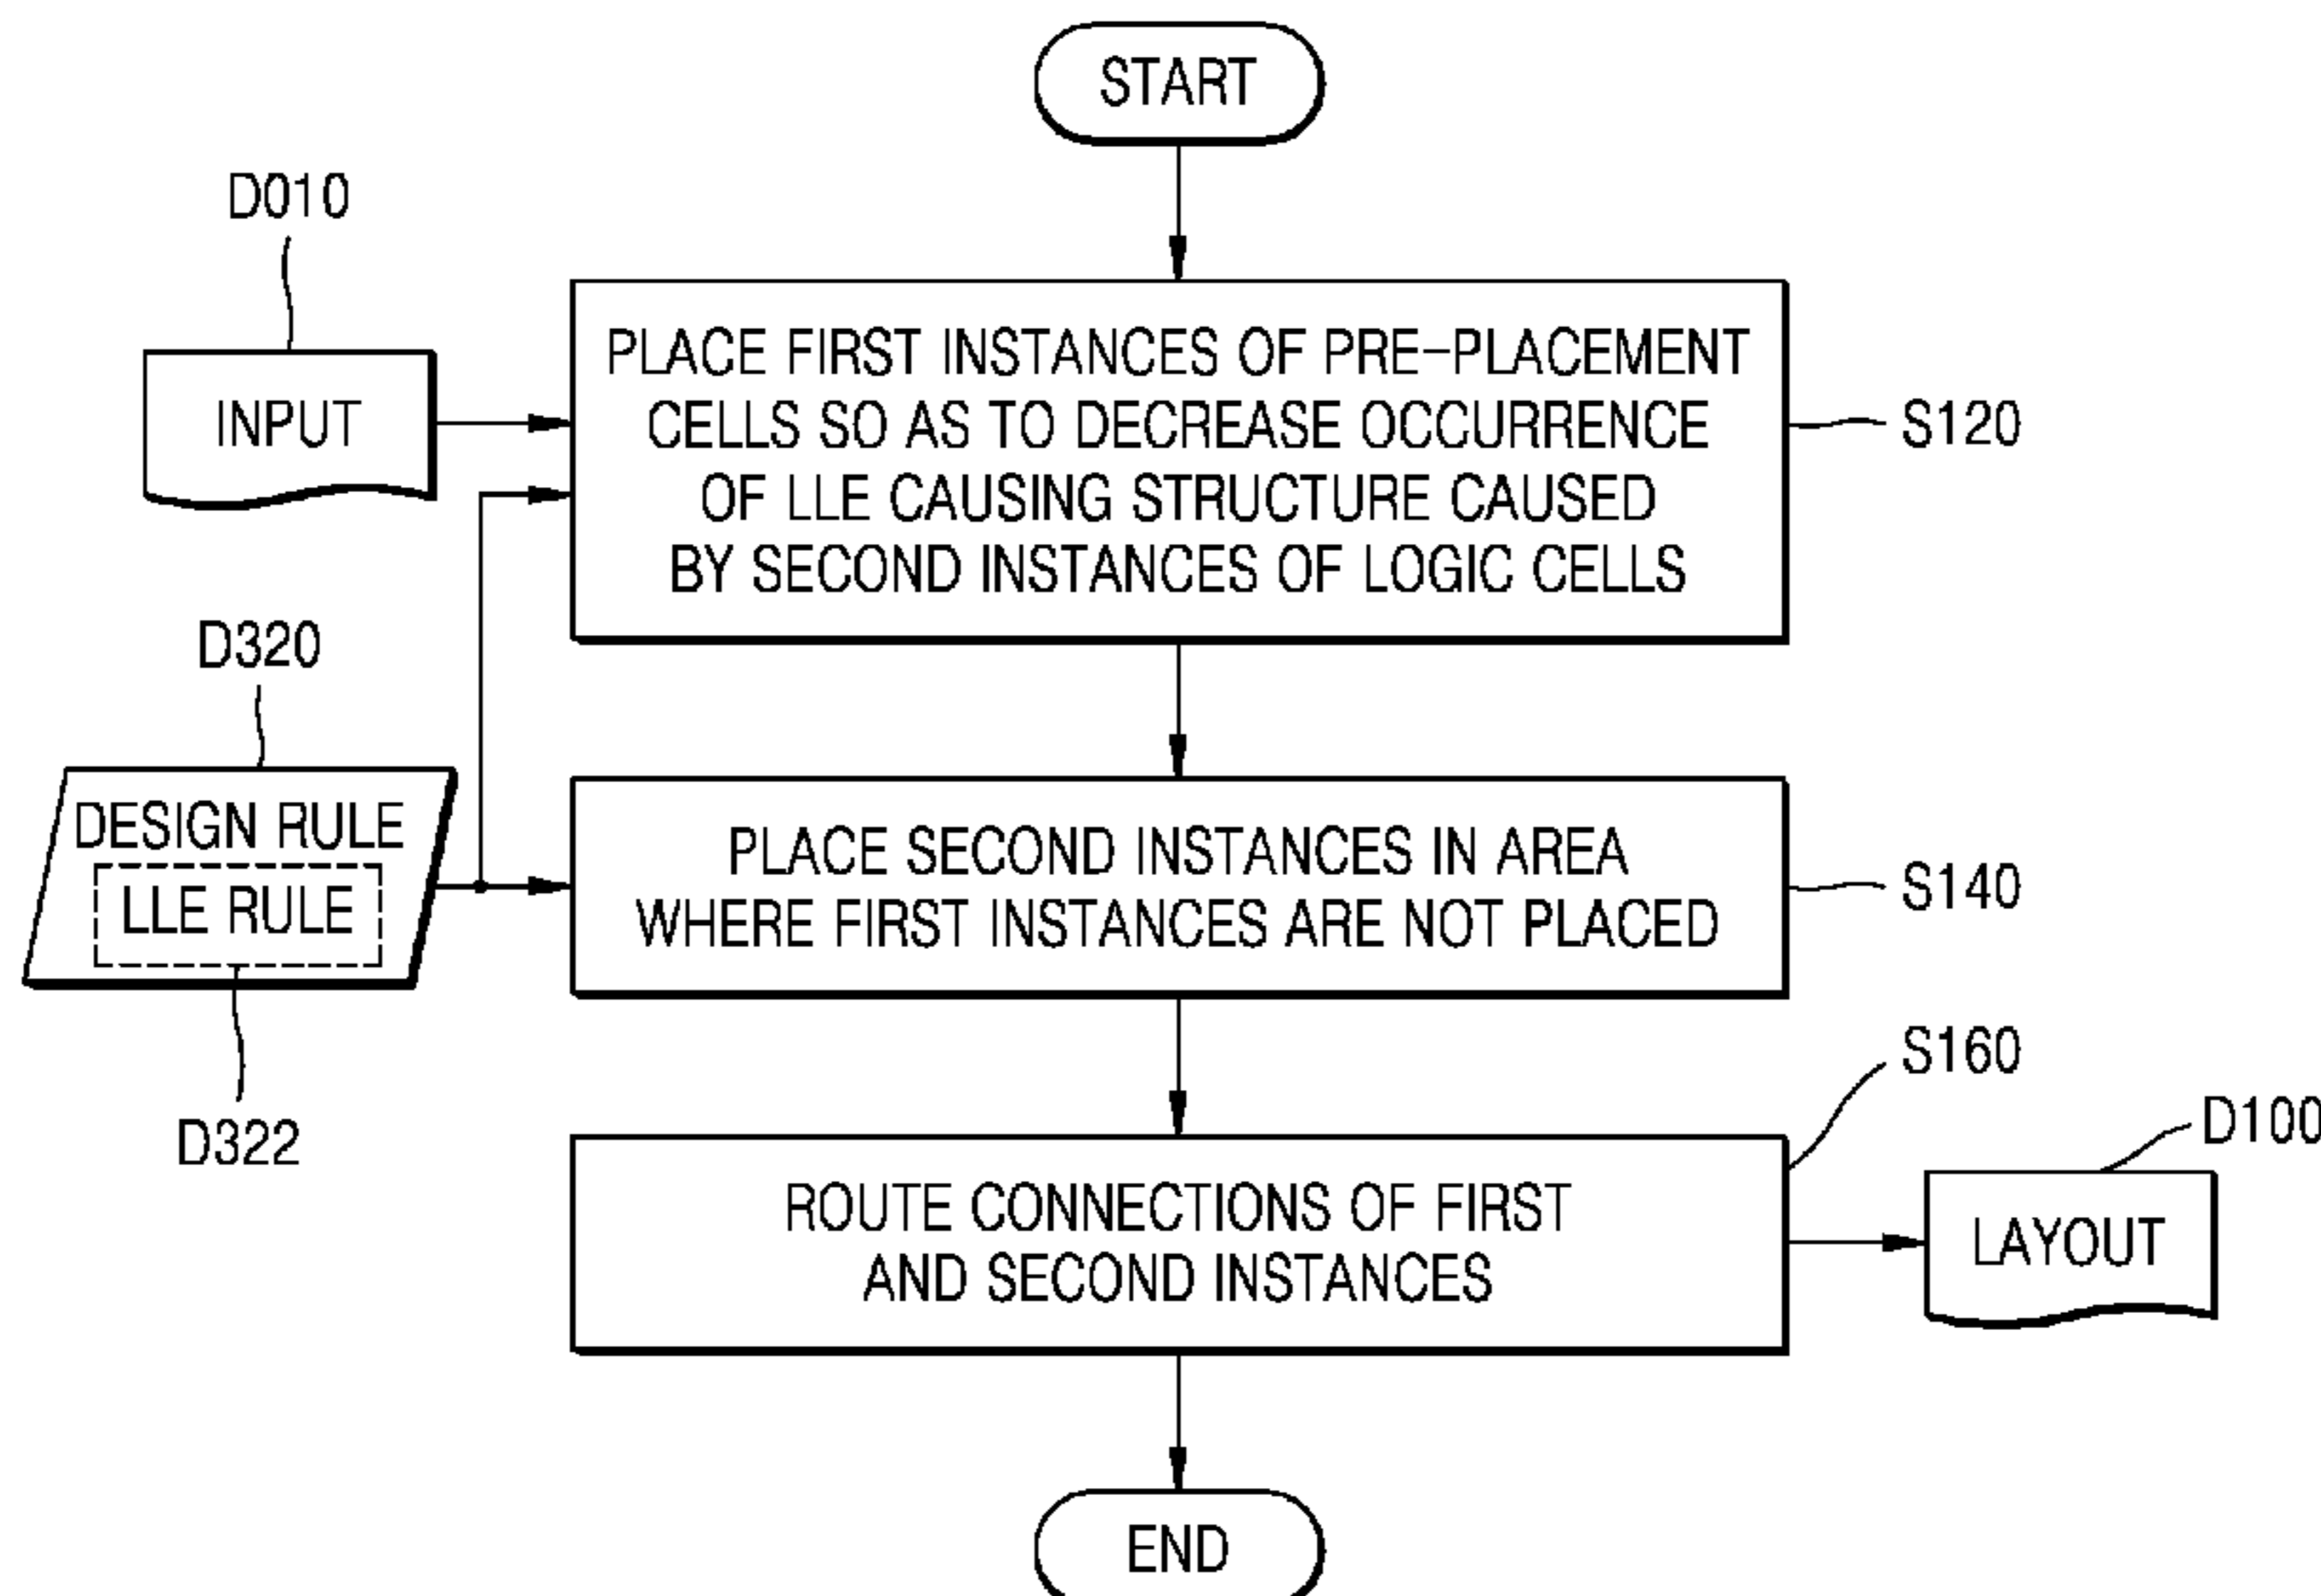 START
D010
INPUT
PLACE FIRST INSTANCES OF PRE-PLACEMENT
CELLS SO AS TO DECREASE OCCURRENCE
OF LLE CAUSING STRUCTURE CAUSED
BY SECOND INSTANCES OF LOGIC CELLS
S120
D320
DESIGN RULE
LLE RULE
D322
PLACE SECOND INSTANCES IN AREA
WHERE FIRST INSTANCES ARE NOT PLACED
S140
S160
ROUTE CONNECTIONS OF FIRST
AND SECOND INSTANCES
D100
LAYOUT
END